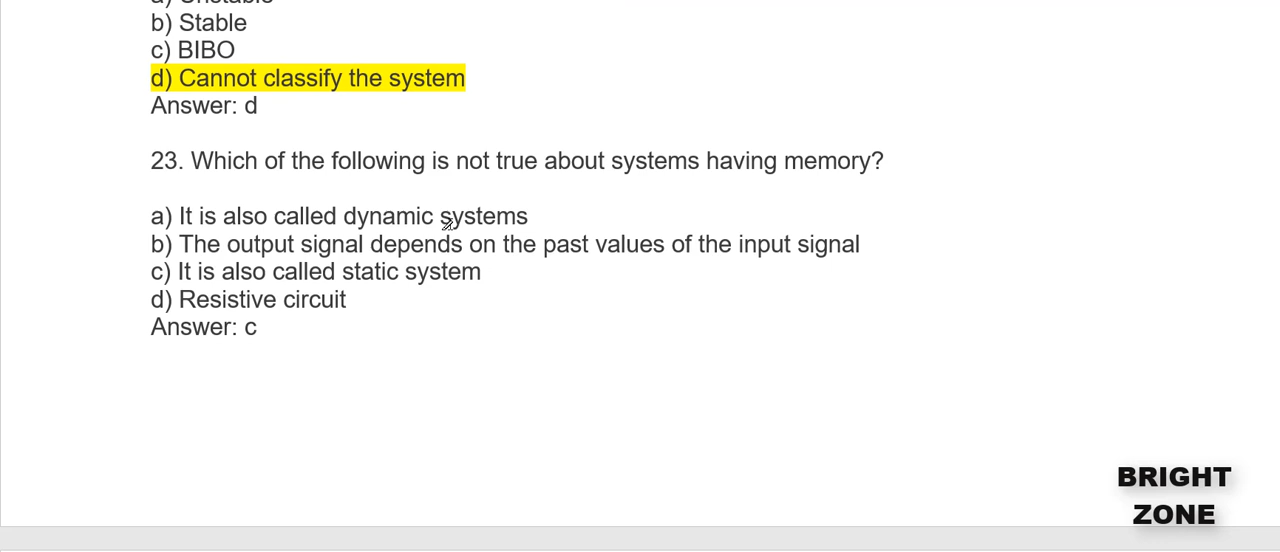 b) Stable
c) BIBO
d) Cannot classify the system
Answer: d
23. Which of the following is not true about systems having memory?
a) It is also called dynamic systems
b) The output signal depends on the past values of the input signal
c) It is also called static system
d) Resistive circuit
Answer: c
BRIGHT
ZONE